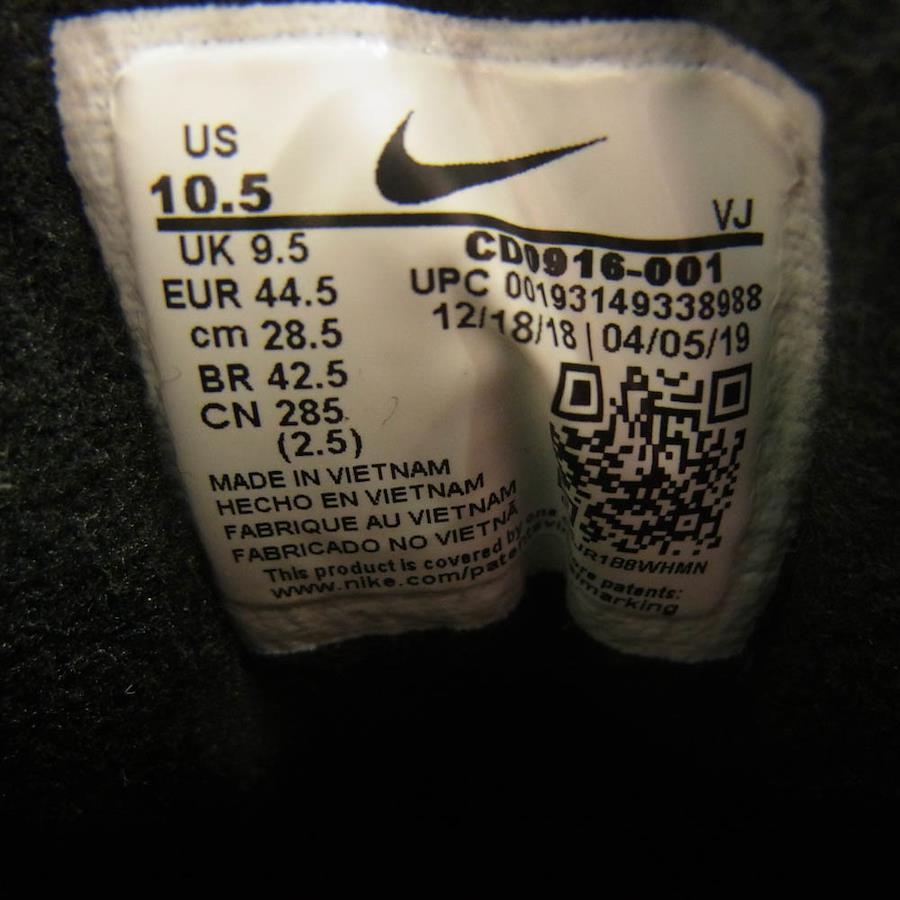 US
10.5
VJ
UK 9.5
EUR 44.5
cm 28.5
BR 42.5
CN 285
(2.5)
CD0916-001
UPC 00193149338988
12/18/18 | 04/05/19
MADE IN VIETNAM
HECHO EN VIETNAM
FABRIQUE AU VIETNAM
FABRICADO NO VIETNÃ
This product is covered by one
patents:
www.nike.com/